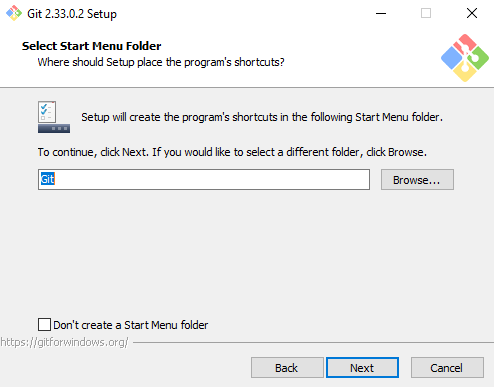 Git 2.33.0.2 Setup
Select Start Menu Folder
Where should Setup place the program's shortcuts?
Setup will create the program's shortcuts in the following Start Menu folder.
To continue, click Next. If you would like to select a different folder, click Browse.
Git
Browse...
Don't create a Start Menu folder
https://gitforwindows.org/
Back
Next
Cancel